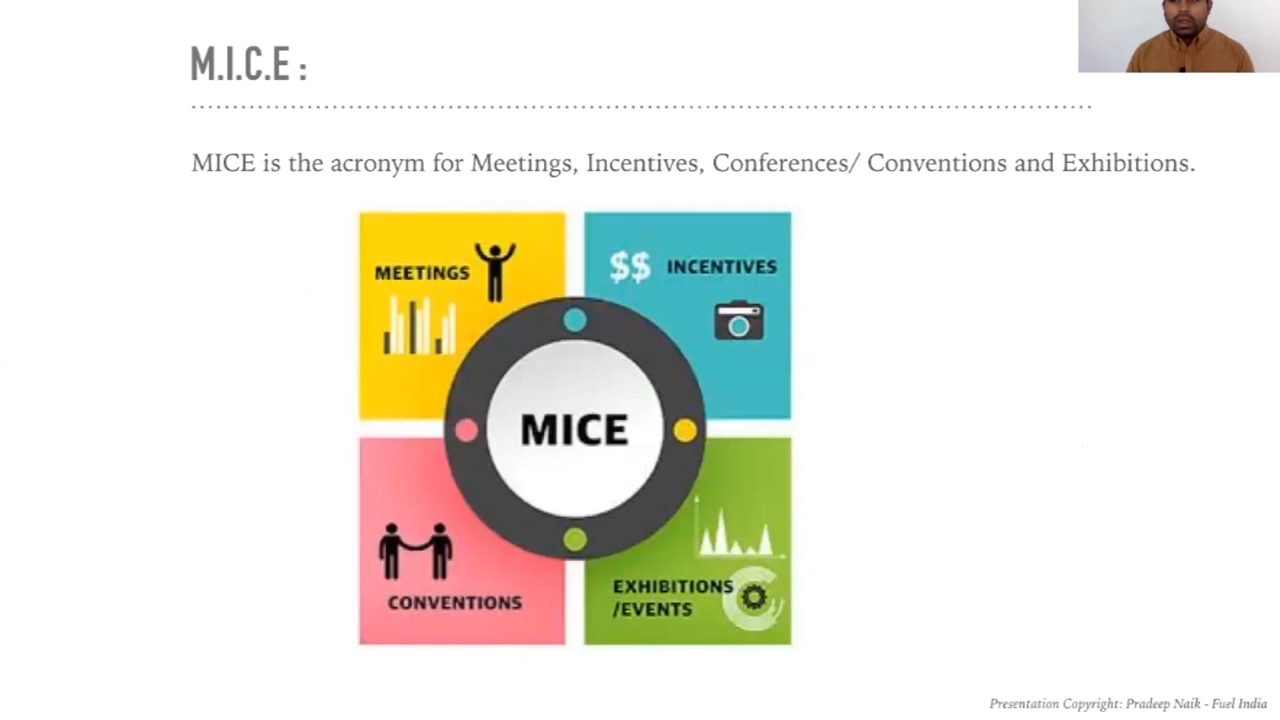 M.I.C.E :
MICE is the acronym for Meetings, Incentives, Conferences/ Conventions and Exhibitions.
MEETINGS
$$ INCENTIVES
MICE
CONVENTIONS
EXHIBITIONS
/EVENTS
Presentation Copyright: Pradeep Naik - Fuel India